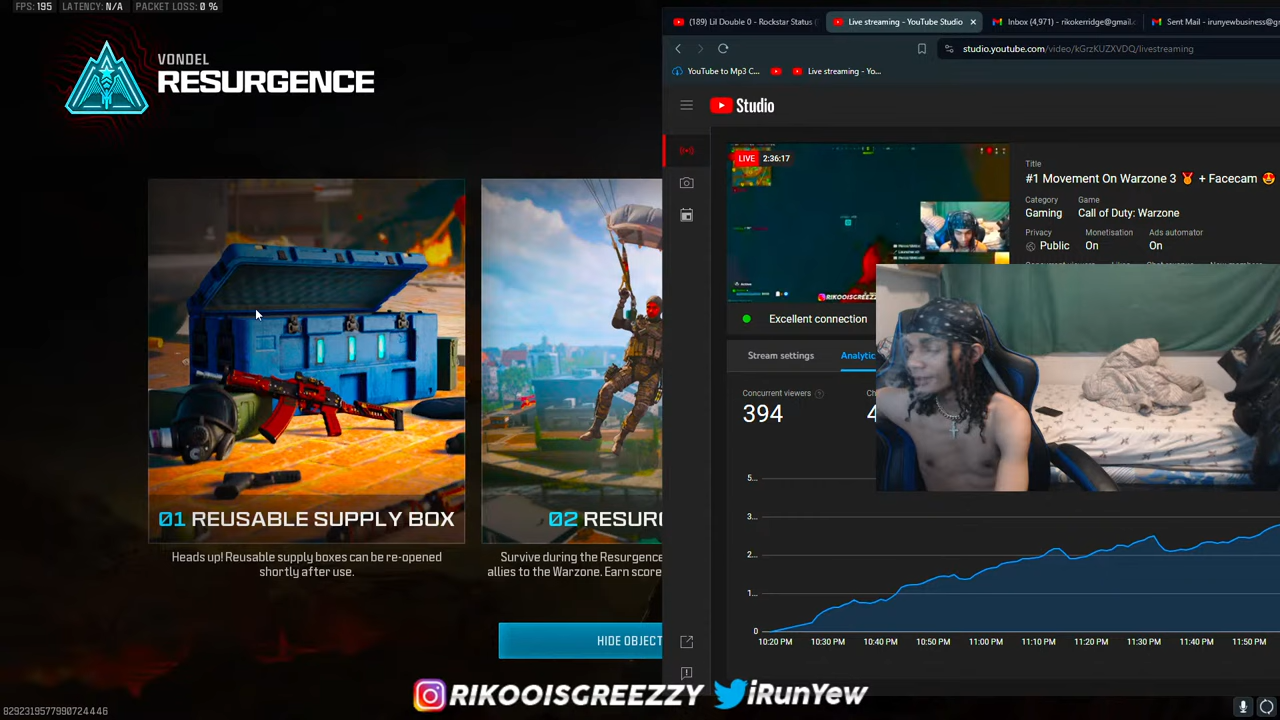 FPS: 195 LATENCY: N/A PACKET LOSS: 0 %
VONDEL
RESURGENCE
01 REUSABLE SUPPLY BOX
Heads up! Reusable supply boxes can be re-opened
shortly after use.
02 RESURG
Survive during the Resurgence
allies to the Warzone. Earn score
HIDE OBJECT
(189) Lil Double 0 - Rockstar Status (
Live streaming - YouTube Studio
Inbox (4,971) - rikokerridge@gmail.c
Sent Mail - irunyewbusiness@g
studio.youtube.com/video/kGrzKUZXVDQ/livestreaming
YouTube to Mp3 C...
Live streaming - Yo...
Studio
LIVE 2:36:17
Title
#1 Movement On Warzone 3 🏅 + Facecam 😍
Category
Game
Gaming
Call of Duty: Warzone
Privacy
Monetisation
Ads automator
Public
On
On
RIKOOISGREEZZ
Excellent connection
Stream settings
Analytic
Concurrent viewers
394
4
5...
3...
2...
1...
0
10:20 PM 10:30 PM 10:40 PM 10:50 PM 11:00 PM 11:10 PM 11:20 PM 11:30 PM 11:40 PM 11:50 PM
RIKOOISGREEZZY
iRunYew
8292319577990724446